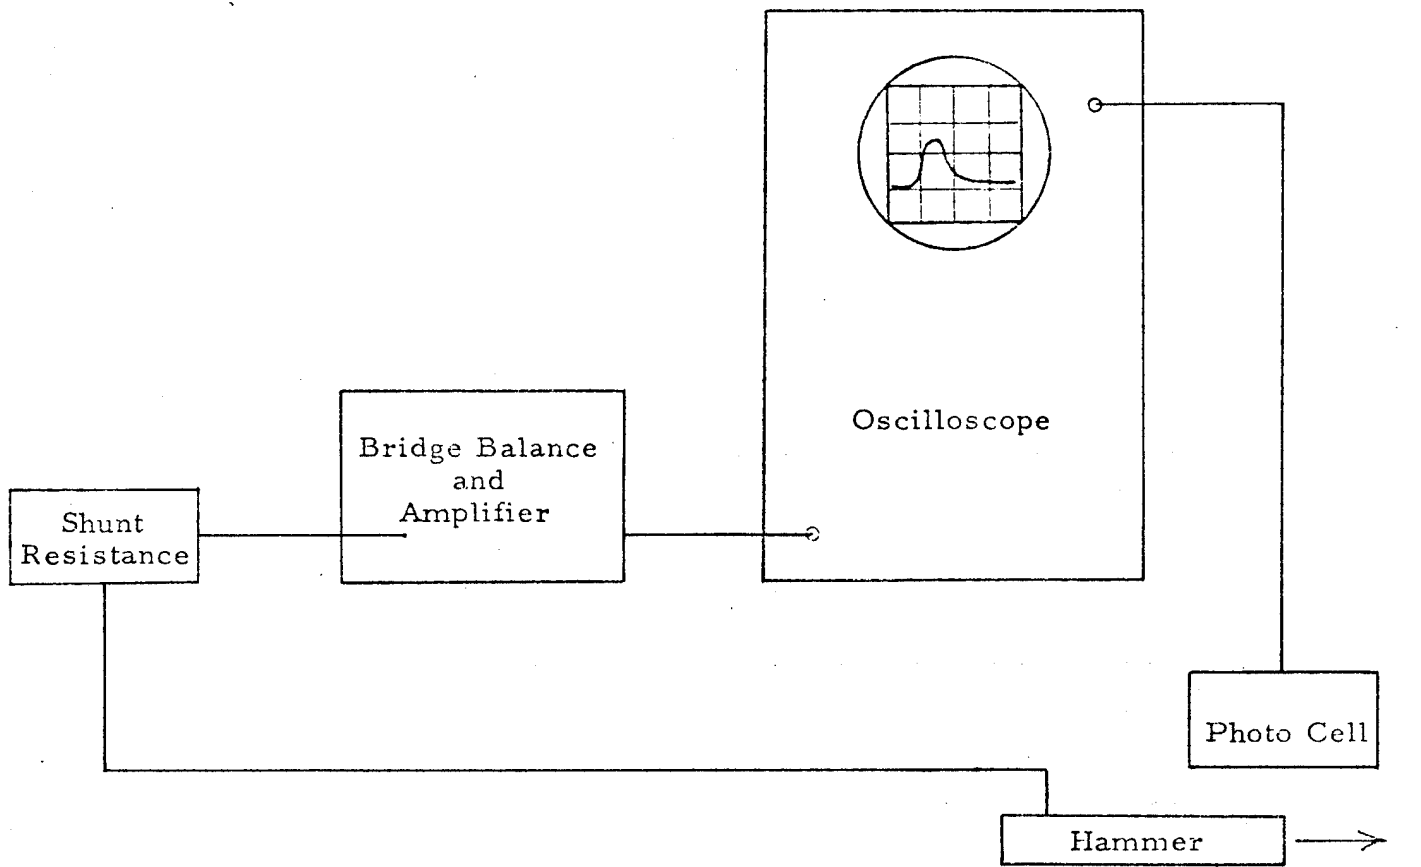 Oscilloscope
Bridge Balance
and
Amplifier
Shunt
Resistance
Photo Cell
Hammer